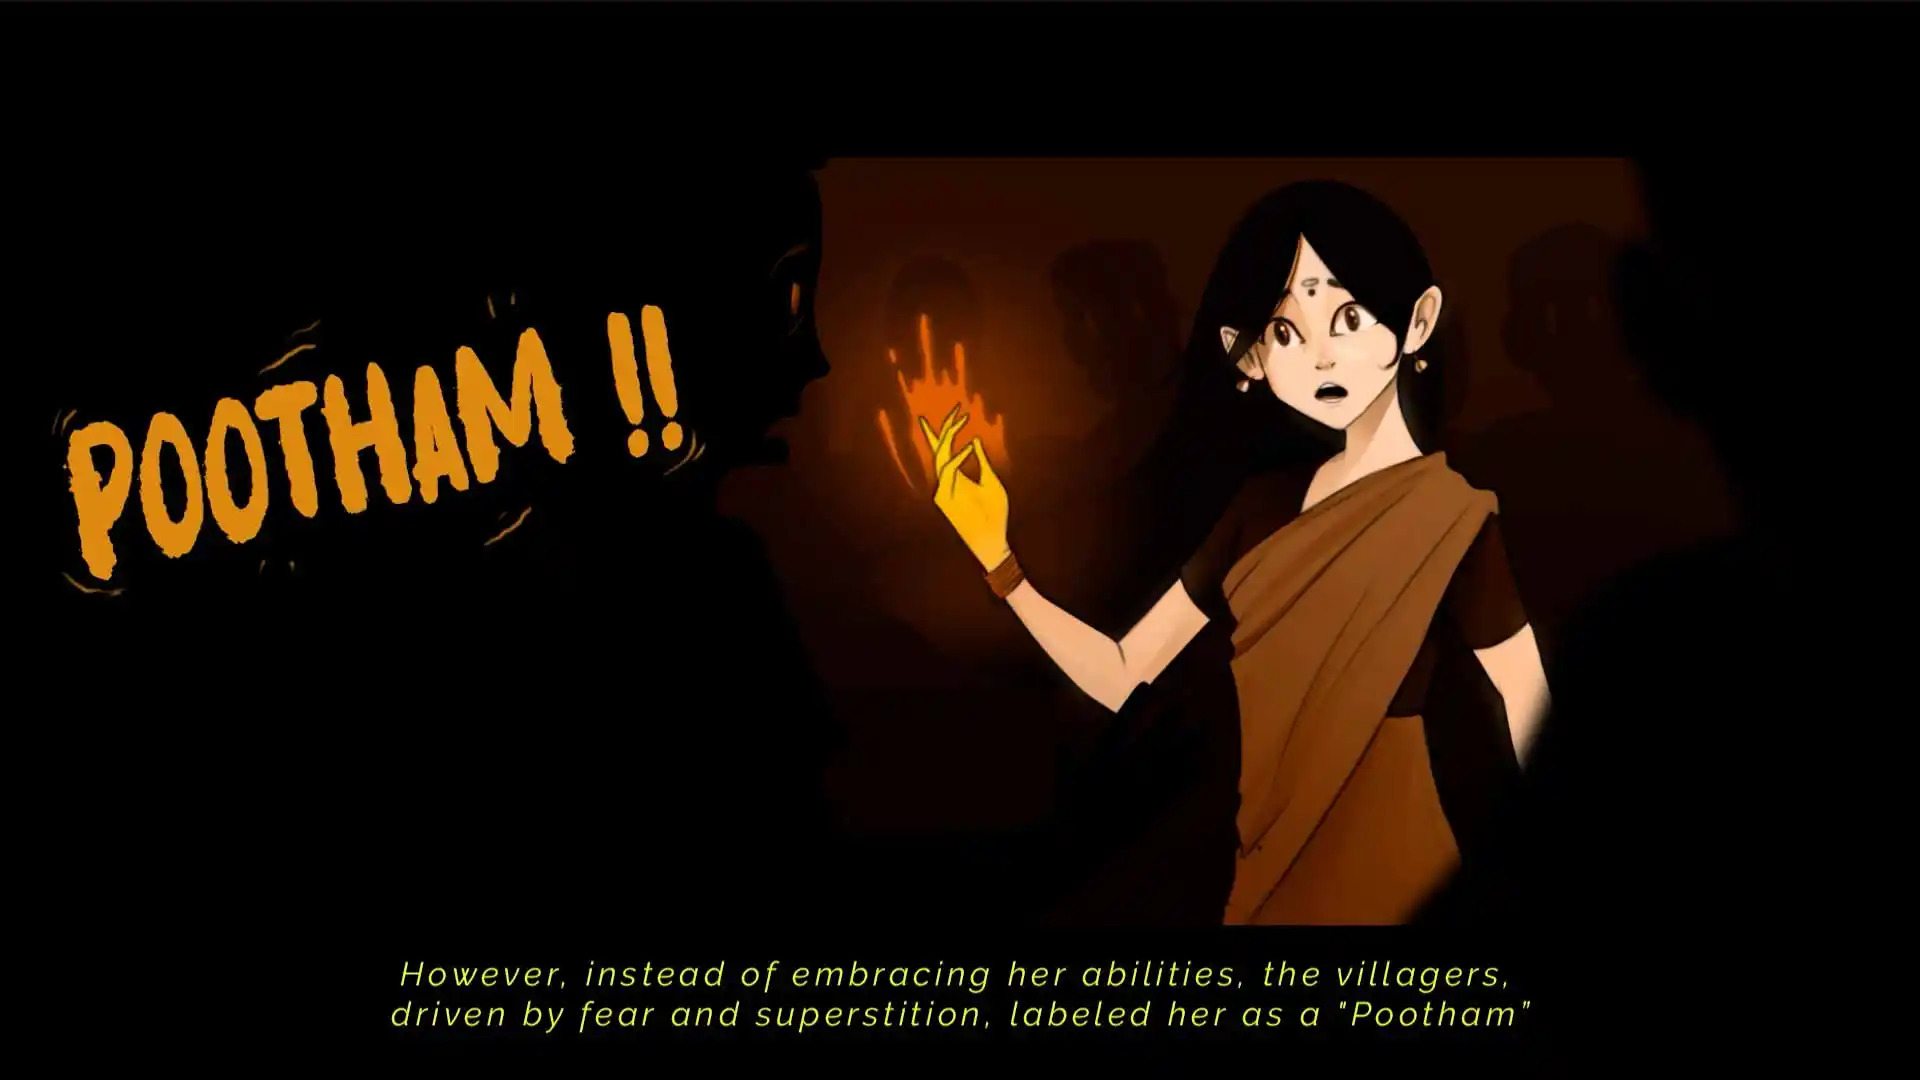 POOTHAM !!
However, instead of embracing her abilities, the villagers,
driven by fear and superstition, labeled her as a "Pootham"